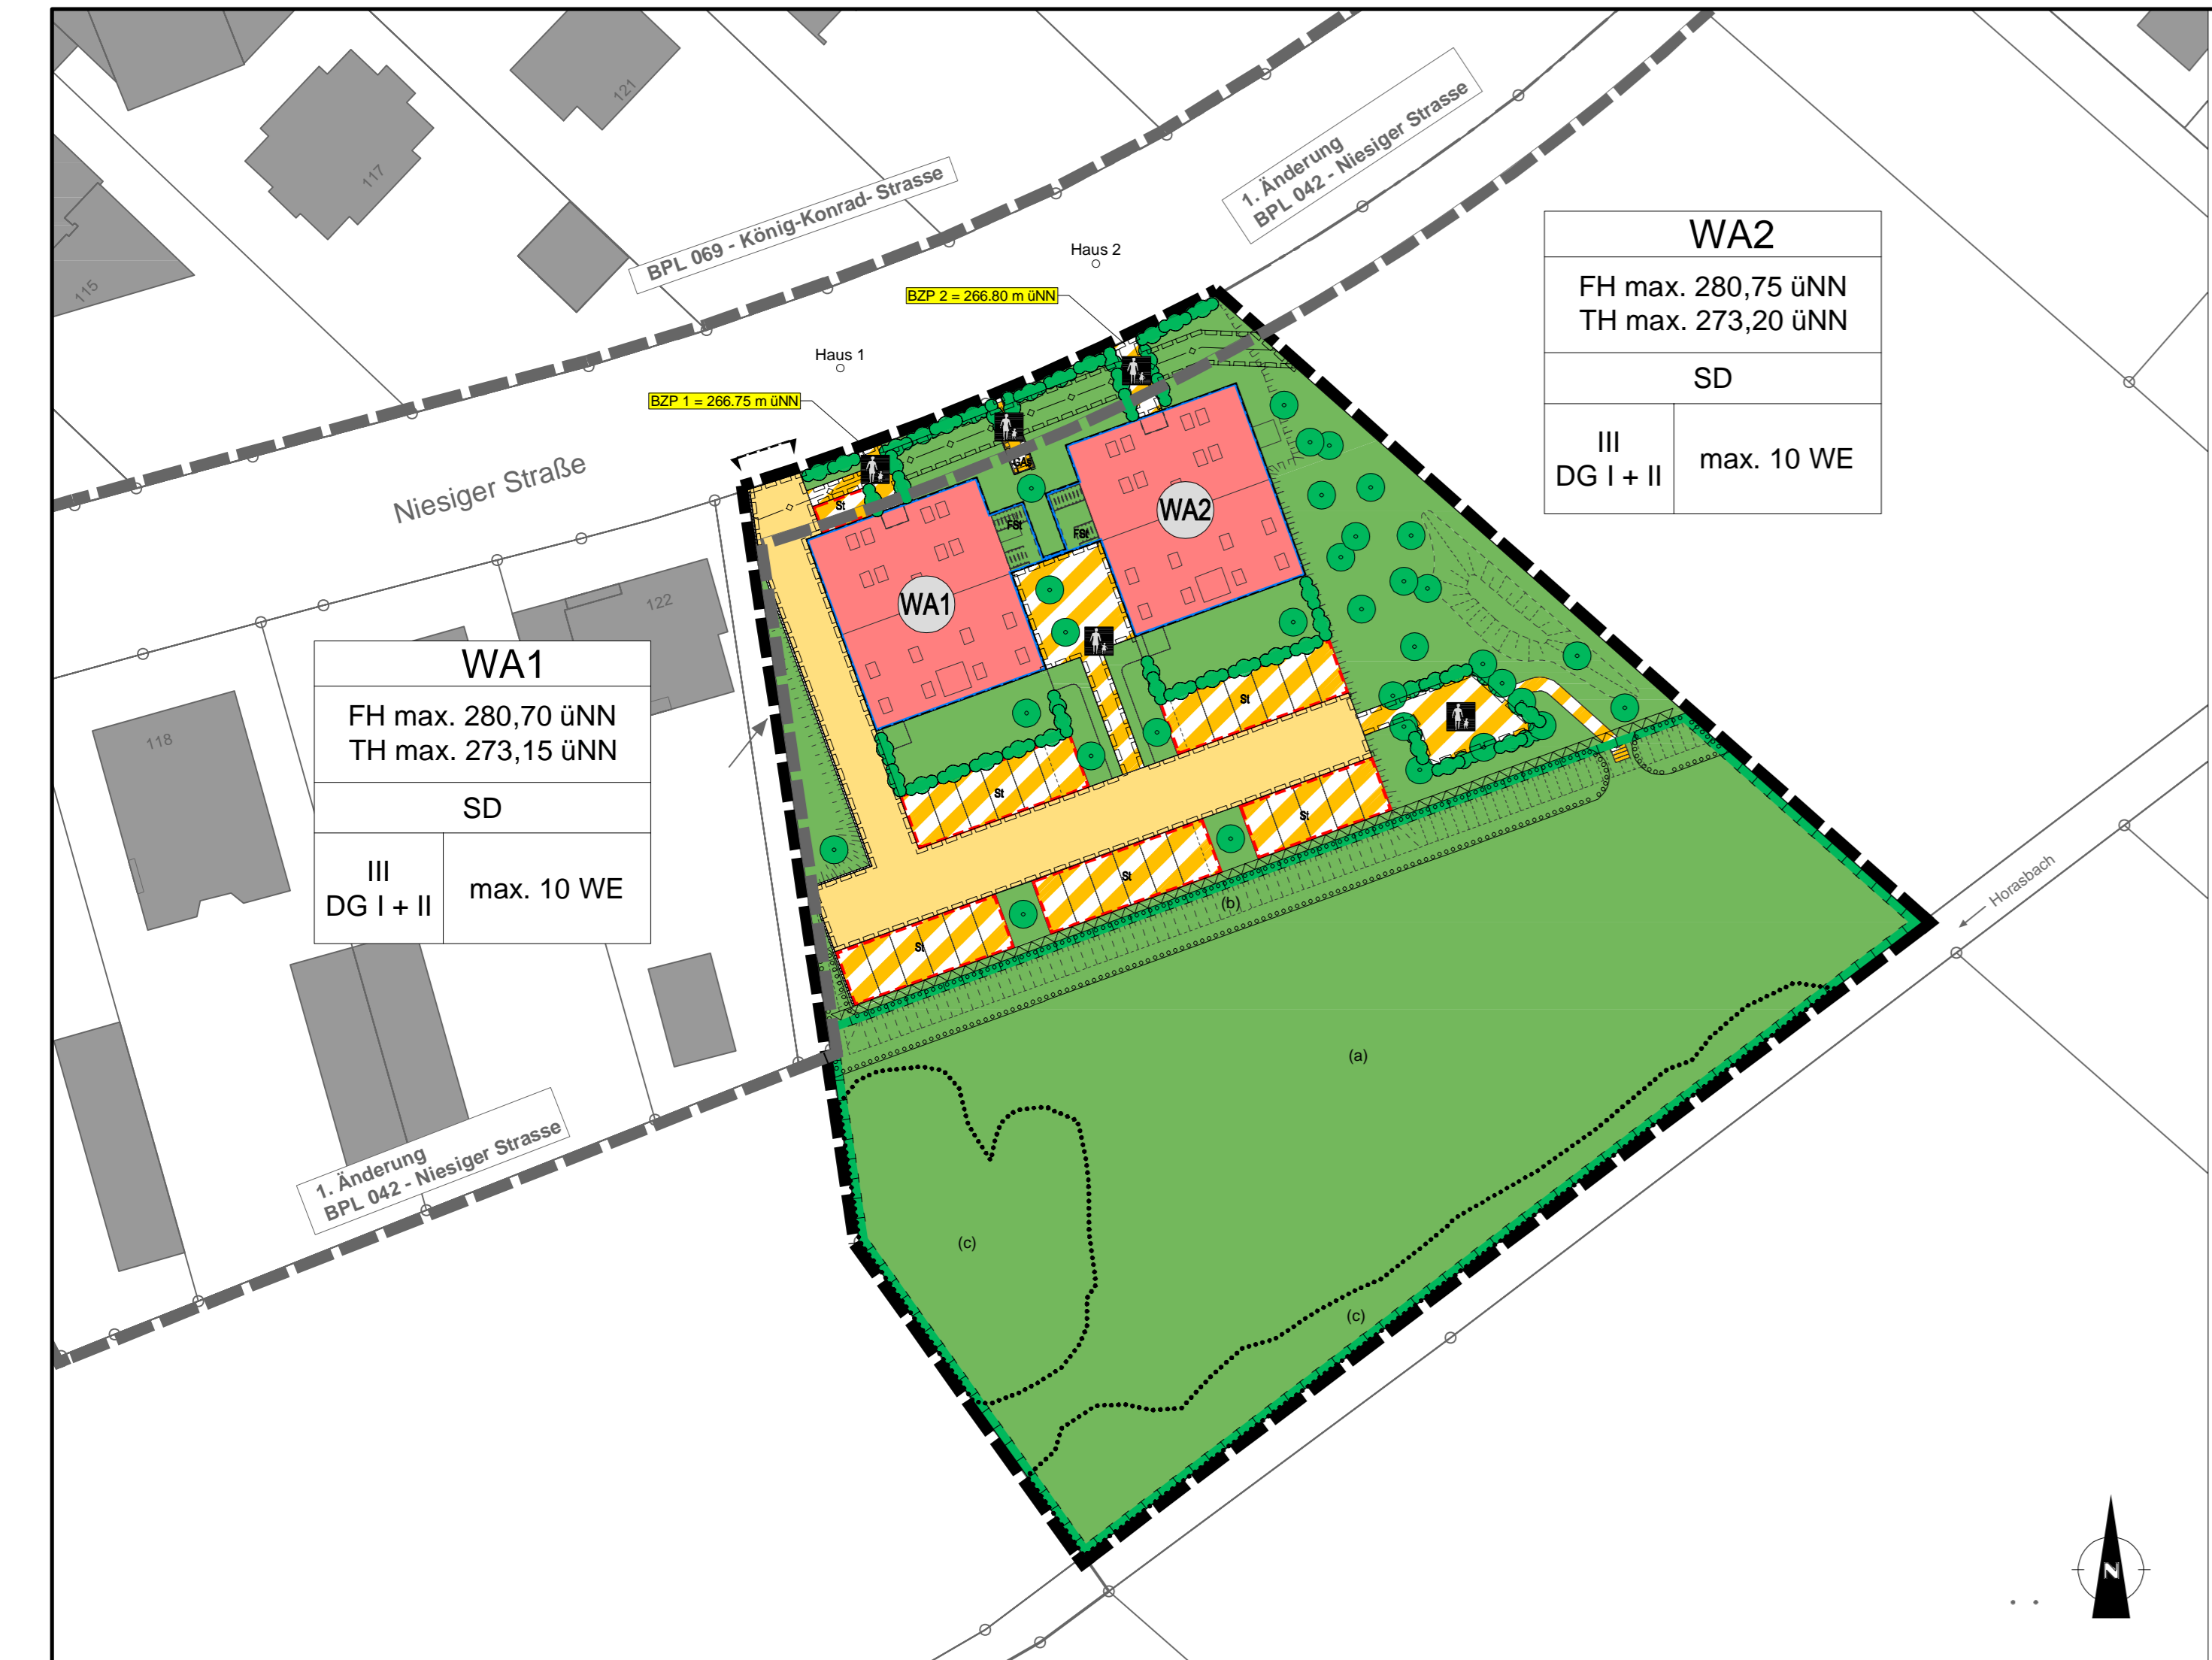 121
117
115
BPL 069 - König-Konrad- Strasse
1. Änderung
BPL 042 - Niesiger Strasse
Haus 2
BZP 2 = 266.80 m üNN
Haus 1
BZP 1 = 266.75 m üNN
WA2
FH max. 280,75 üNN
TH max. 273,20 üNN
SD
III
DG I + II
max. 10 WE
Niesiger Straße
St
GAs
FSt
FSt
WA2
WA1
122
118
WA1
FH max. 280,70 üNN
TH max. 273,15 üNN
SD
III
DG I + II
max. 10 WE
St
St
St
St
St
(b)
Horasbach
(a)
(c)
(c)
1. Änderung
BPL 042 - Niesiger Strasse
N